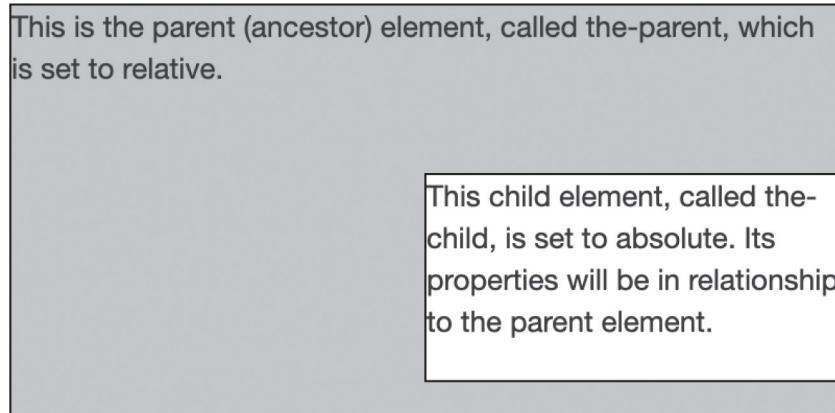 This is the parent (ancestor) element, called the-parent, which
is set to relative.
This child element, called the-
child, is set to absolute. Its
properties will be in relationship
to the parent element.